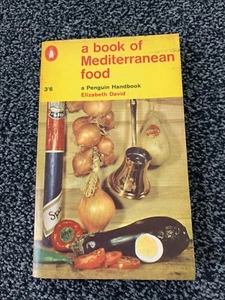 a book of
Mediterranean
food
3'6
a Penguin Handbook
Elizabeth David